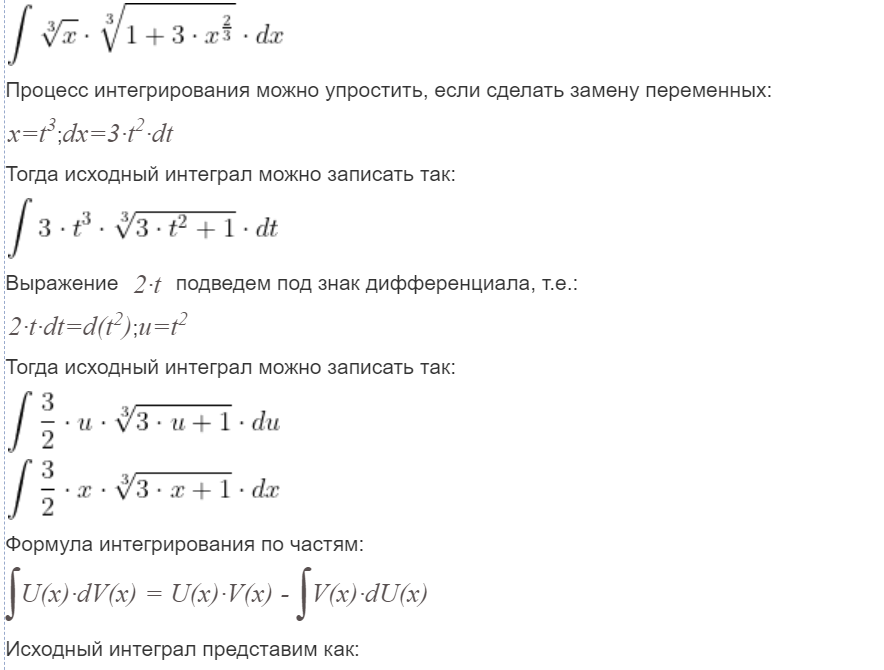 ∫ ∛x · ∛(1 + 3 · x^(2/3)) · dx
Процесс интегрирования можно упростить, если сделать замену переменных:
x=t³;dx=3·t²·dt
Тогда исходный интеграл можно записать так:
∫ 3 · t³ · ∛(3 · t² + 1) · dt
Выражение 2·t подведем под знак дифференциала, т.е.:
2·t·dt=d(t²);u=t²
Тогда исходный интеграл можно записать так:
∫ 3/2 · u · ∛(3 · u + 1) · du
∫ 3/2 · x · ∛(3 · x + 1) · dx
Формула интегрирования по частям:
∫U(x)·dV(x) = U(x)·V(x) - ∫V(x)·dU(x)
Исходный интеграл представим как: